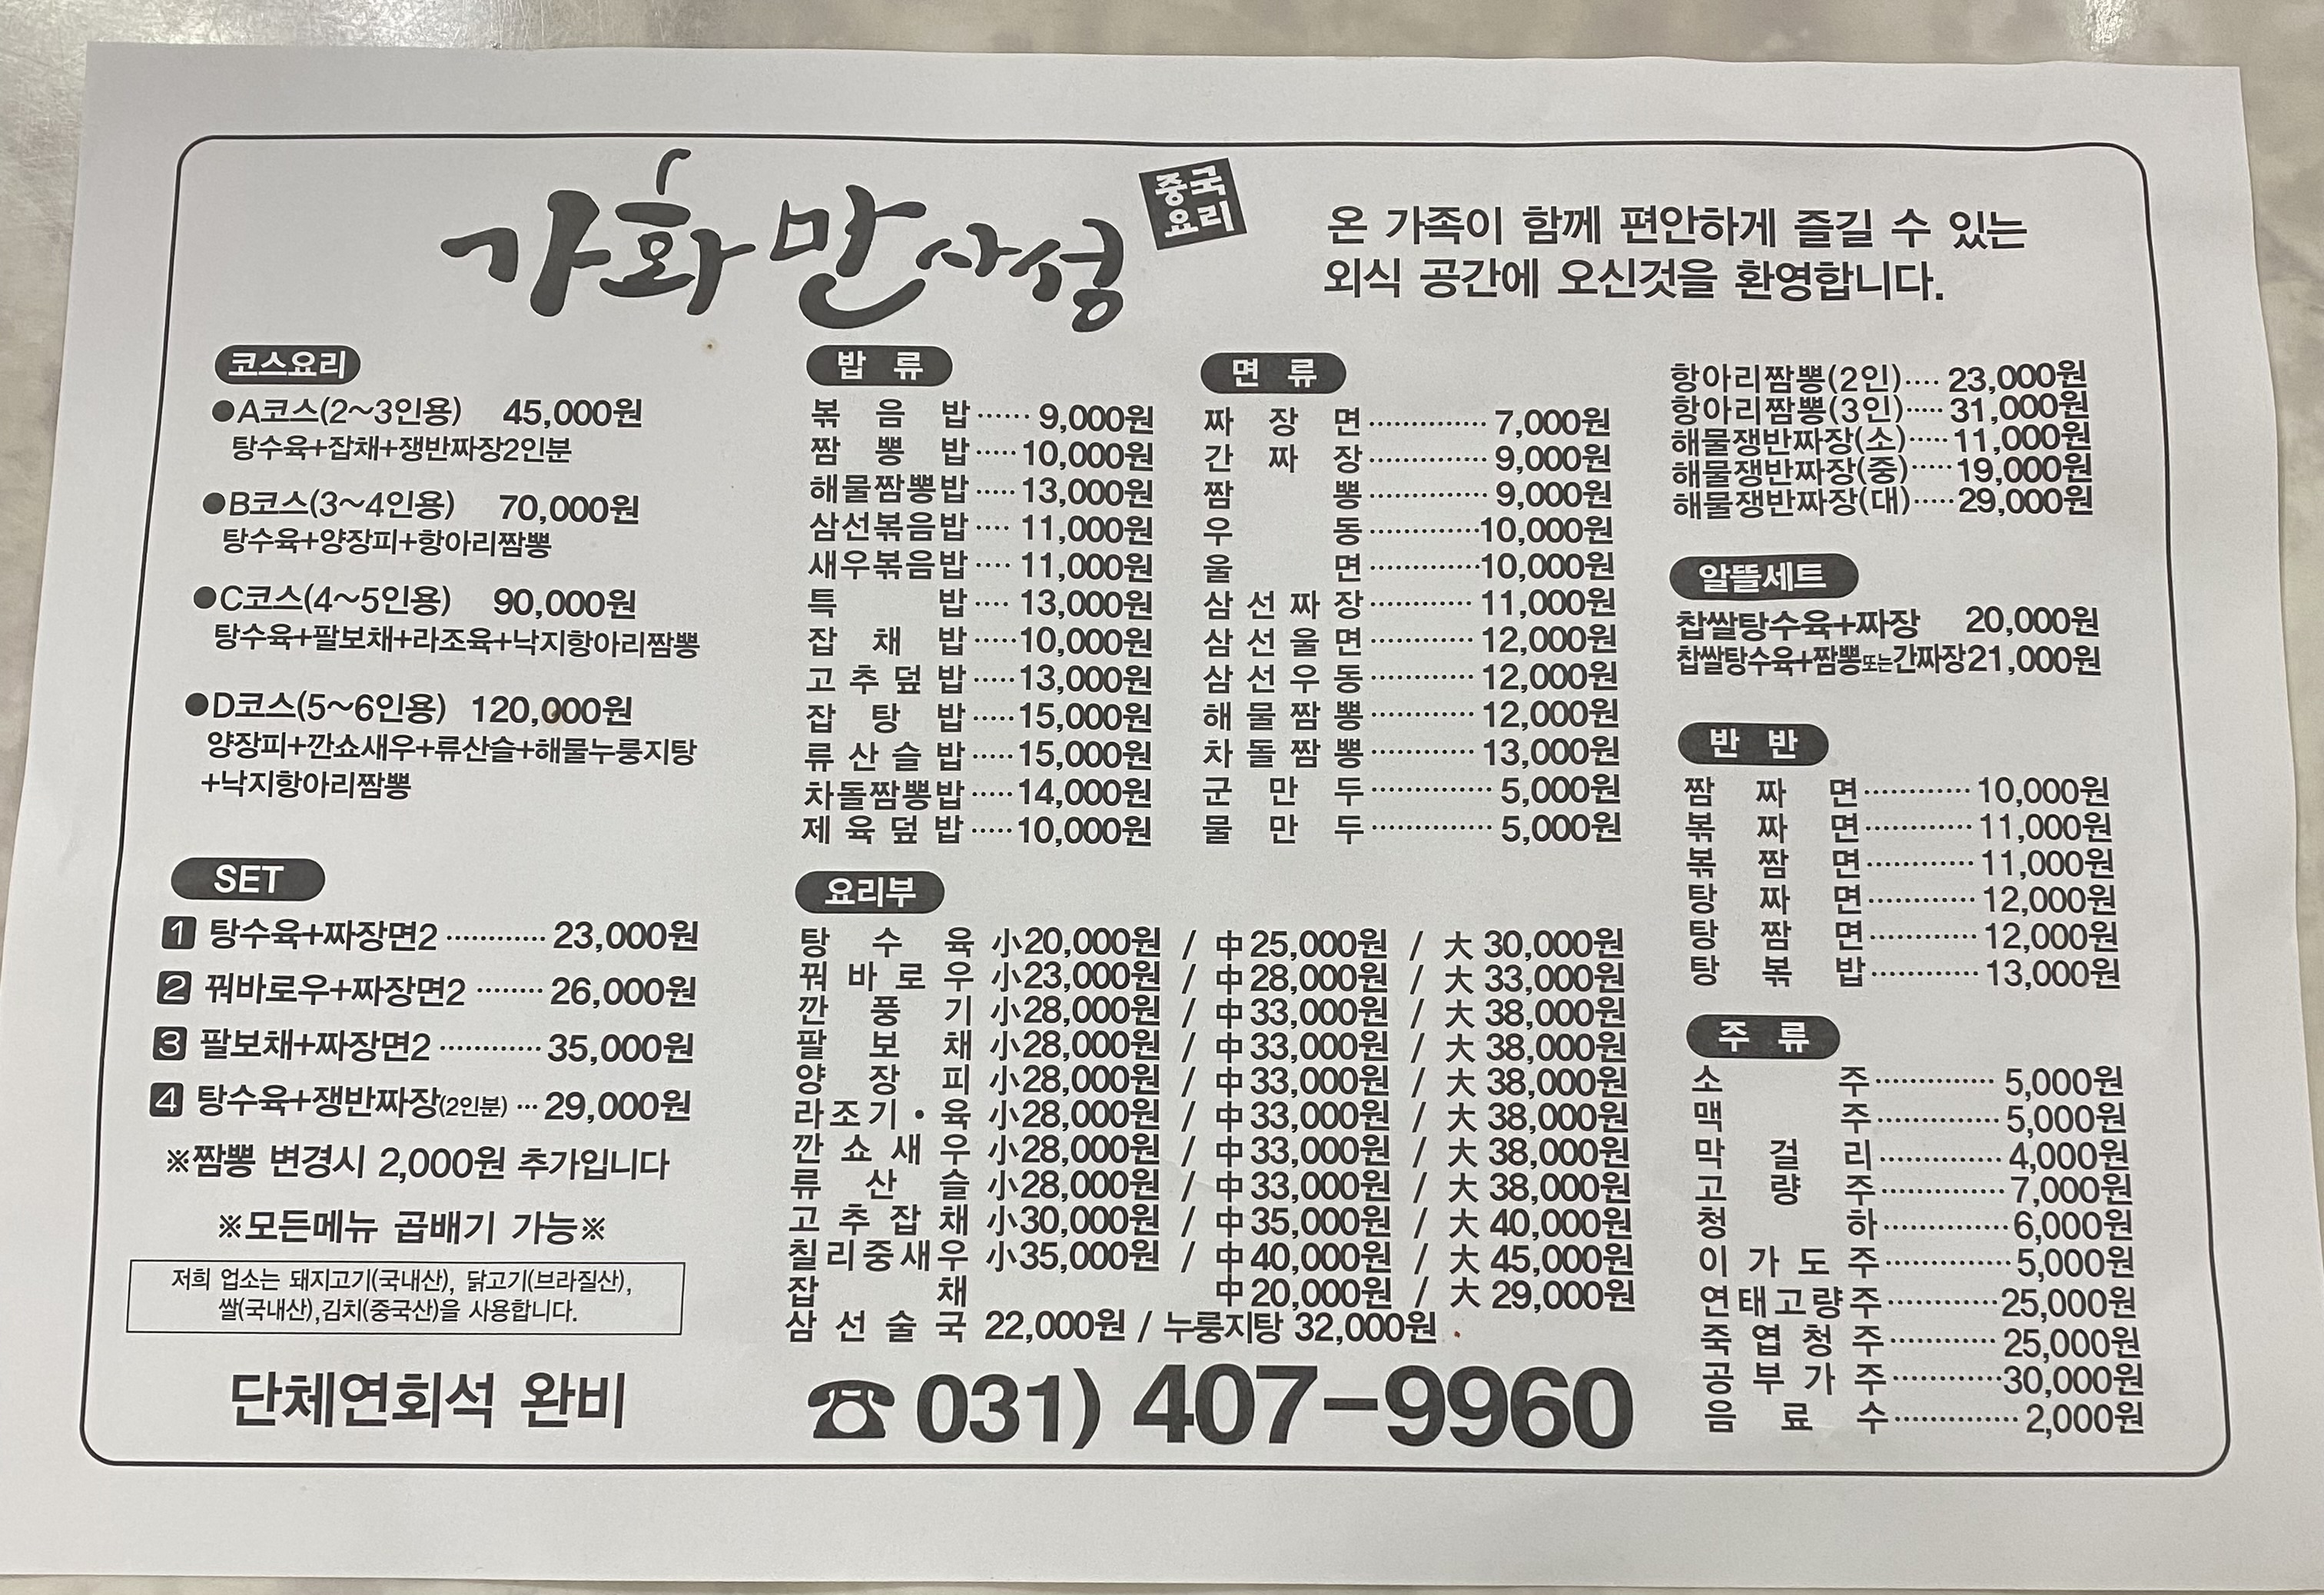 가화만사성
중국
요리
온 가족이 함께 편안하게 즐길 수 있는
외식 공간에 오신것을 환영합니다.
코스요리
●A코스(2~3인용) 45,000원
탕수육+잡채+쟁반짜장2인분
●B코스(3~4인용) 70,000원
탕수육+양장피+항아리짬뽕
●C코스(4~5인용) 90,000원
탕수육+팔보채+라조육+낙지항아리짬뽕
●D코스(5~6인용) 120,000원
양장피+깐쇼새우+류산슬+해물누룽지탕
+낙지항아리짬뽕
SET
1 탕수육+짜장면2 ············ 23,000원
2 꿔바로우+짜장면2 ········ 26,000원
3 팔보채+짜장면2 ············ 35,000원
4 탕수육+쟁반짜장(2인분) ··· 29,000원
※짬뽕 변경시 2,000원 추가입니다
※모든메뉴 곱배기 가능※
저희 업소는 돼지고기(국내산), 닭고기(브라질산),
쌀(국내산),김치(중국산)을 사용합니다.
단체연회석 완비
밥 류
볶 음 밥 ······ 9,000원
짬 뽕 밥 ····· 10,000원
해물짬뽕밥 ····· 13,000원
삼선볶음밥 ···· 11,000원
새우볶음밥 ···· 11,000원
특 밥 ···· 13,000원
잡 채 밥 ····· 10,000원
고 추 덮 밥 ····· 13,000원
잡 탕 밥 ····· 15,000원
류 산 슬 밥 ····· 15,000원
차돌짬뽕밥 ····· 14,000원
제 육 덮 밥 ····· 10,000원
면 류
짜 장 면 ·············· 7,000원
간 짜 장 ·············· 9,000원
짬 뽕 ·············· 9,000원
우 동 ·············10,000원
울 면 ·············10,000원
삼 선 짜 장 ············ 11,000원
삼 선 울 면 ············ 12,000원
삼 선 우 동 ············ 12,000원
해 물 짬 뽕 ············ 12,000원
차 돌 짬 뽕 ············ 13,000원
군 만 두 ·············· 5,000원
물 만 두 ·············· 5,000원
요리부
탕 수 육 小20,000원 / 中25,000원 / 大 30,000원
꿔 바 로 우 小23,000원 / 中28,000원 / 大 33,000원
깐 풍 기 小28,000원 / 中33,000원 / 大 38,000원
팔 보 채 小28,000원 / 中33,000원 / 大 38,000원
양 장 피 小28,000원 / 中33,000원 / 大 38,000원
라조기·육 小28,000원 / 中33,000원 / 大 38,000원
깐 쇼 새 우 小28,000원 / 中33,000원 / 大 38,000원
류 산 슬 小28,000원 / 中33,000원 / 大 38,000원
고 추 잡 채 小30,000원 / 中35,000원 / 大 40,000원
칠리중새우 小35,000원 / 中40,000원 / 大 45,000원
잡 채 中20,000원 / 大 29,000원
삼 선 술 국 22,000원 / 누룽지탕 32,000원
☎ 031) 407-9960
항아리짬뽕(2인)···· 23,000원
항아리짬뽕(3인)····· 31,000원
해물쟁반짜장(소)····· 11,000원
해물쟁반짜장(중)····· 19,000원
해물쟁반짜장(대)····· 29,000원
알뜰세트
찹쌀탕수육+짜장 20,000원
찹쌀탕수육+짬뽕또는간짜장21,000원
반 반
짬 짜 면 ············ 10,000원
볶 짜 면 ············ 11,000원
볶 짬 면 ············ 11,000원
탕 짜 면 ············ 12,000원
탕 짬 면 ············ 12,000원
탕 볶 밥 ············ 13,000원
주 류
소 주 ·············· 5,000원
맥 주 ·············· 5,000원
막 걸 리 ·············· 4,000원
고 량 주 ··············7,000원
청 하 ··············6,000원
이 가 도 주 ··············5,000원
연태고량주 ············25,000원
죽 엽 청 주 ············25,000원
공 부 가 주 ············30,000원
음 료 수 ·············· 2,000원